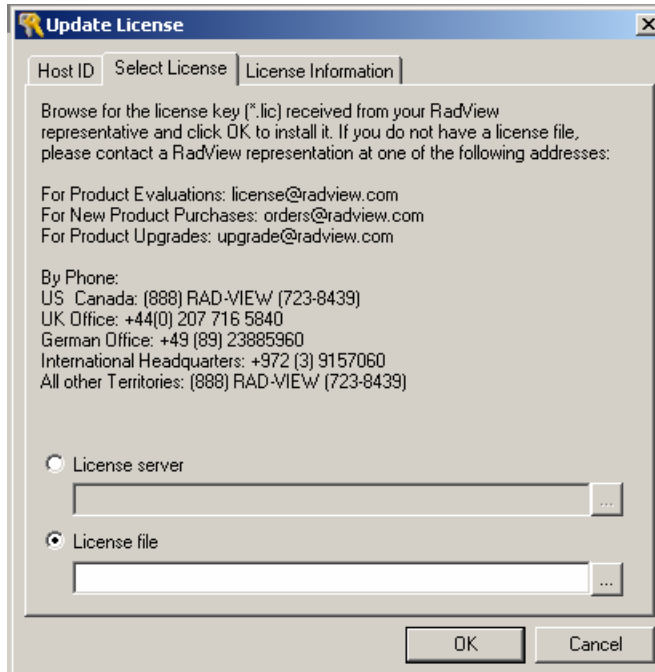 Update License
Host ID
Select License
License Information
Browse for the license key (*.lic) received from your RadView
representative and click OK to install it. If you do not have a license file,
please contact a RadView representation at one of the following addresses:
For Product Evaluations: license@radview.com
For New Product Purchases: orders@radview.com
For Product Upgrades: upgrade@radview.com
By Phone:
US  Canada: (888) RAD-VIEW (723-8439)
UK Office: +44(0) 207 716 5840
German Office: +49 (89) 23885960
International Headquarters: +972 (3) 9157060
All other Territories: (888) RAD-VIEW (723-8439)
License server
...
License file
...
OK
Cancel